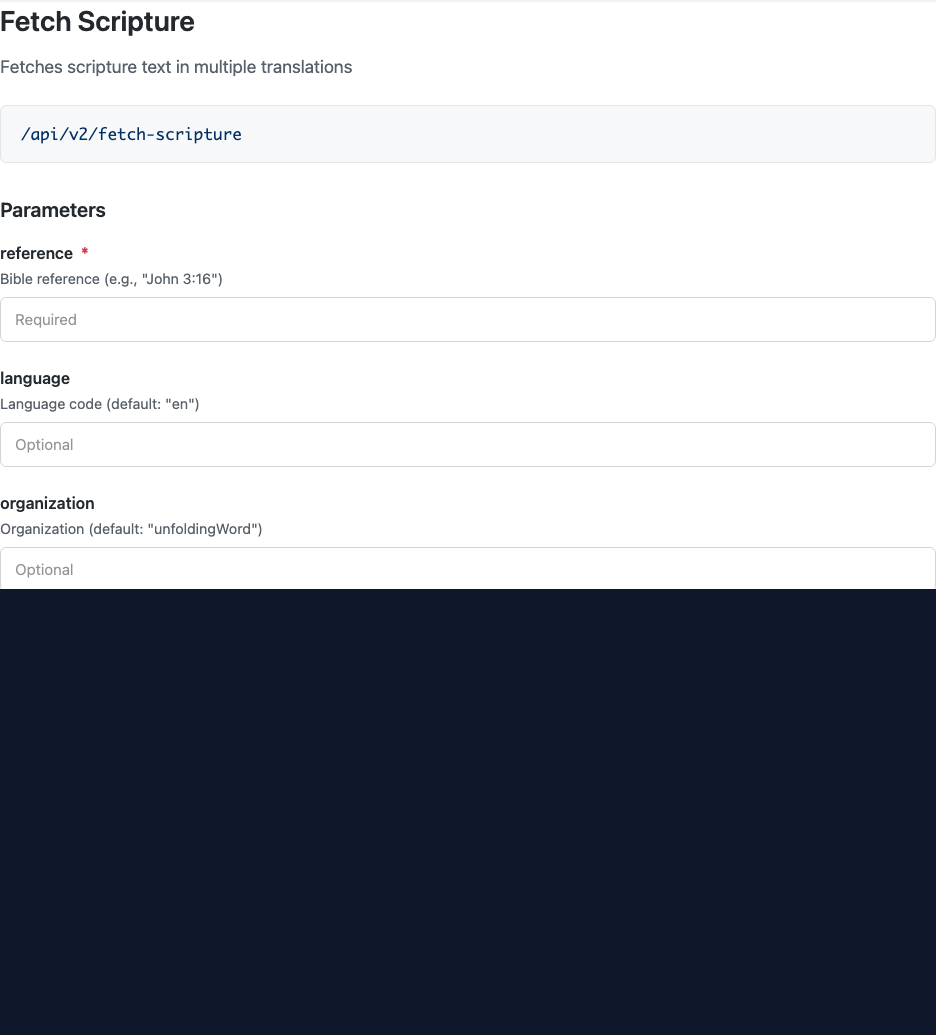 Fetch Scripture
Fetches scripture text in multiple translations
/api/v2/fetch-scripture
Parameters
reference *
Bible reference (e.g., "John 3:16")
Required
language
Language code (default: "en")
Optional
organization
Organization (default: "unfoldingWord")
Optional